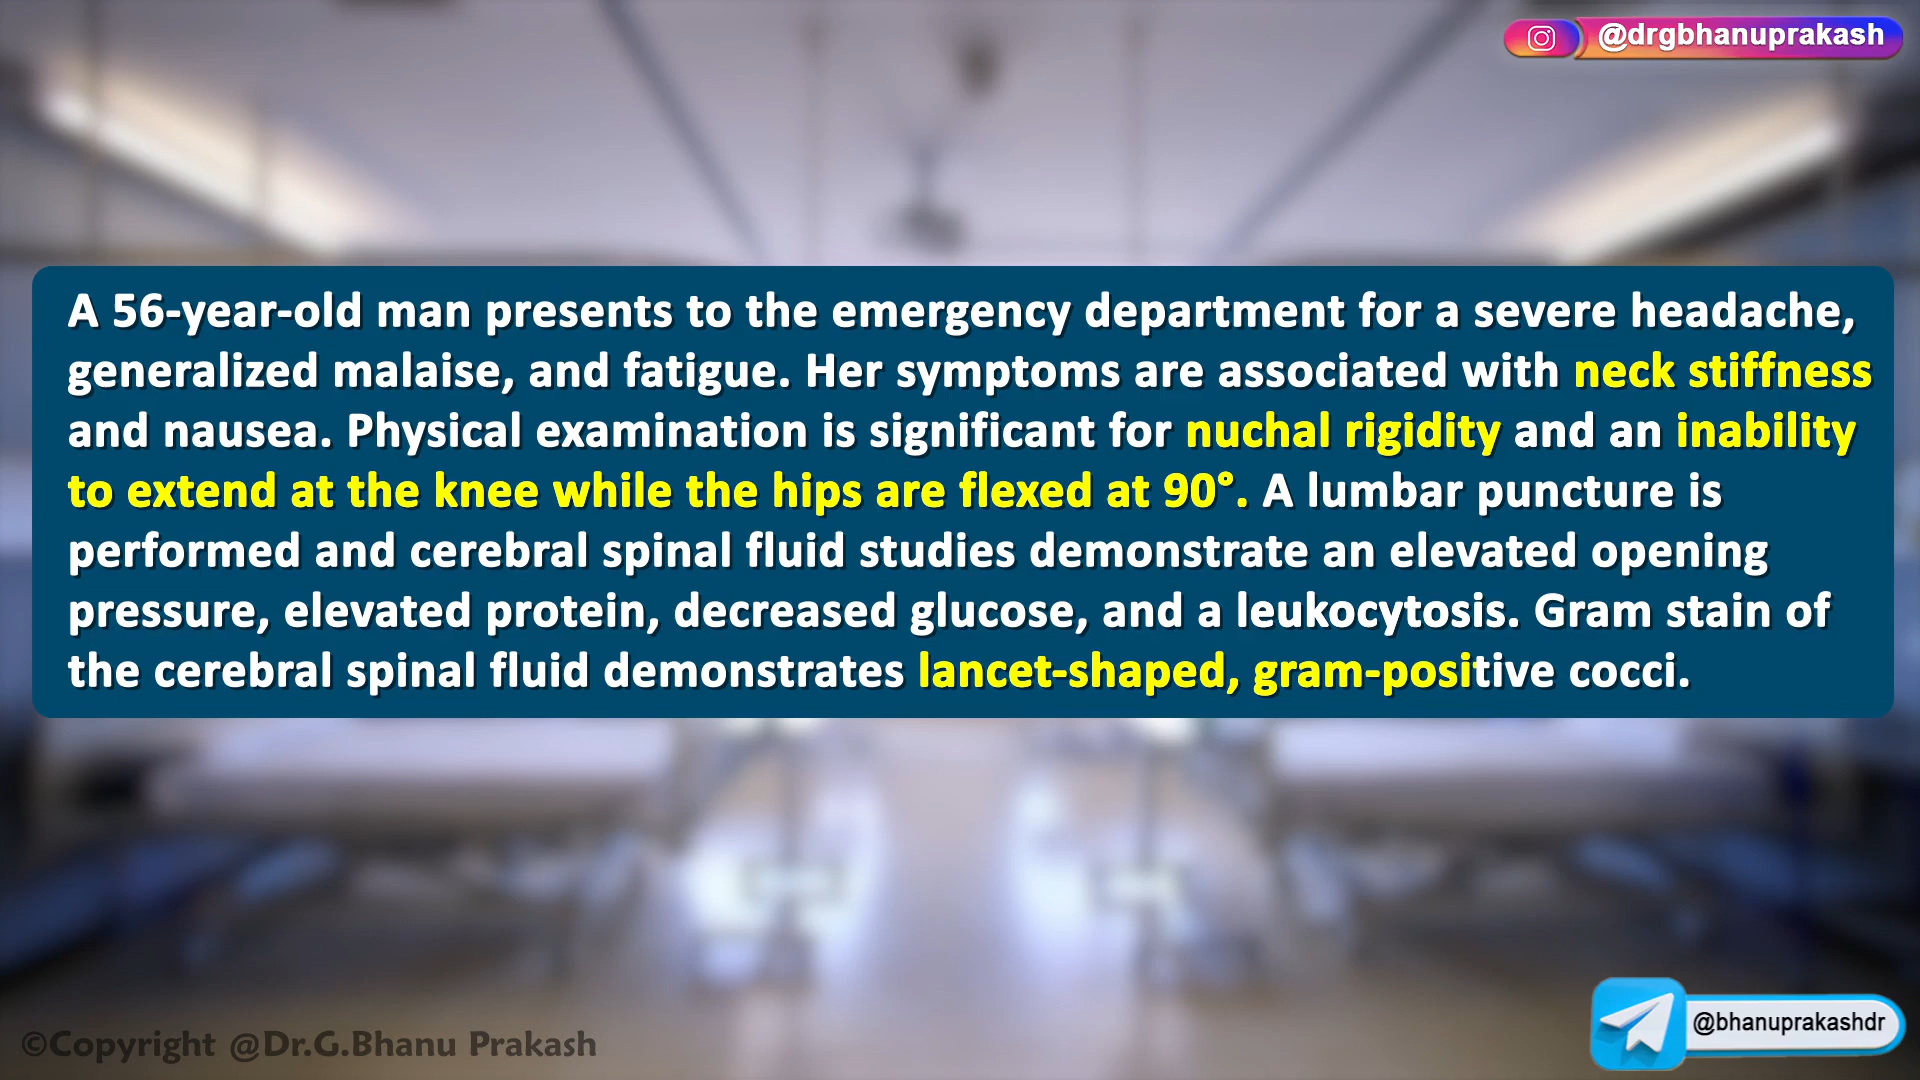 @drgbhanuprakash
A 56-year-old man presents to the emergency department for a severe headache,
generalized malaise, and fatigue. Her symptoms are associated with neck stiffness
and nausea. Physical examination is significant for nuchal rigidity and an inability
to extend at the knee while the hips are flexed at 90°. A lumbar puncture is
performed and cerebral spinal fluid studies demonstrate an elevated opening
pressure, elevated protein, decreased glucose, and a leukocytosis. Gram stain of
the cerebral spinal fluid demonstrates lancet-shaped, gram-positive cocci.
@bhanuprakashdr
©Copyright @Dr.G.Bhanu Prakash